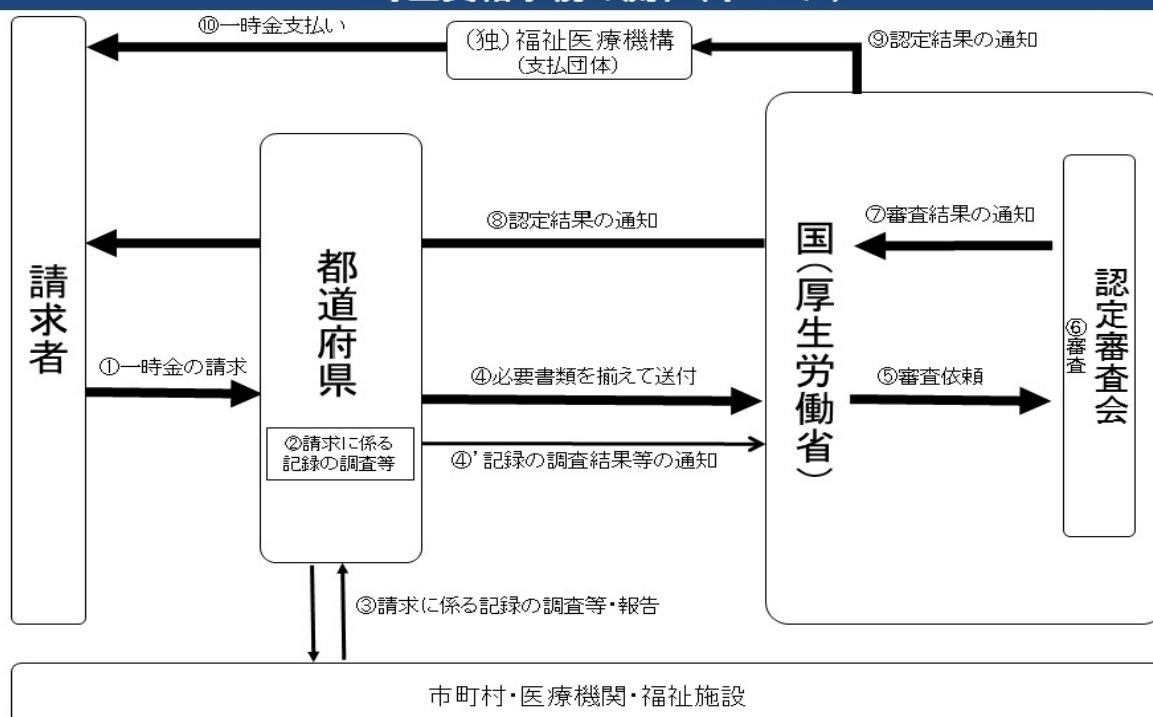 ⑩一時金支払い
(独)福祉医療機構
(支払団体)
⑨認定結果の通知
⑧認定結果の通知
⑦審査結果の通知
請求者
都道府県
国(厚生労働省)
認定審査会
⑥審査
①一時金の請求
④必要書類を揃えて送付
⑤審査依頼
②請求に係る
記録の調査等
④'記録の調査結果等の通知
③請求に係る記録の調査等・報告
市町村・医療機関・福祉施設